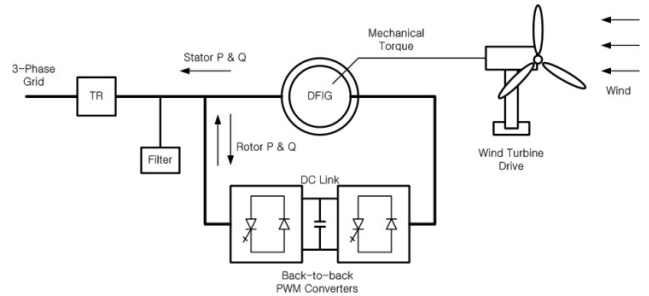 Mechanical
Torque
Stator P & Q
3-Phase
Grid
TR
DFIG
Wind
Filter
Rotor P & Q
Wind Turbine
Drive
DC Link
Back-to-back
PWM Converters